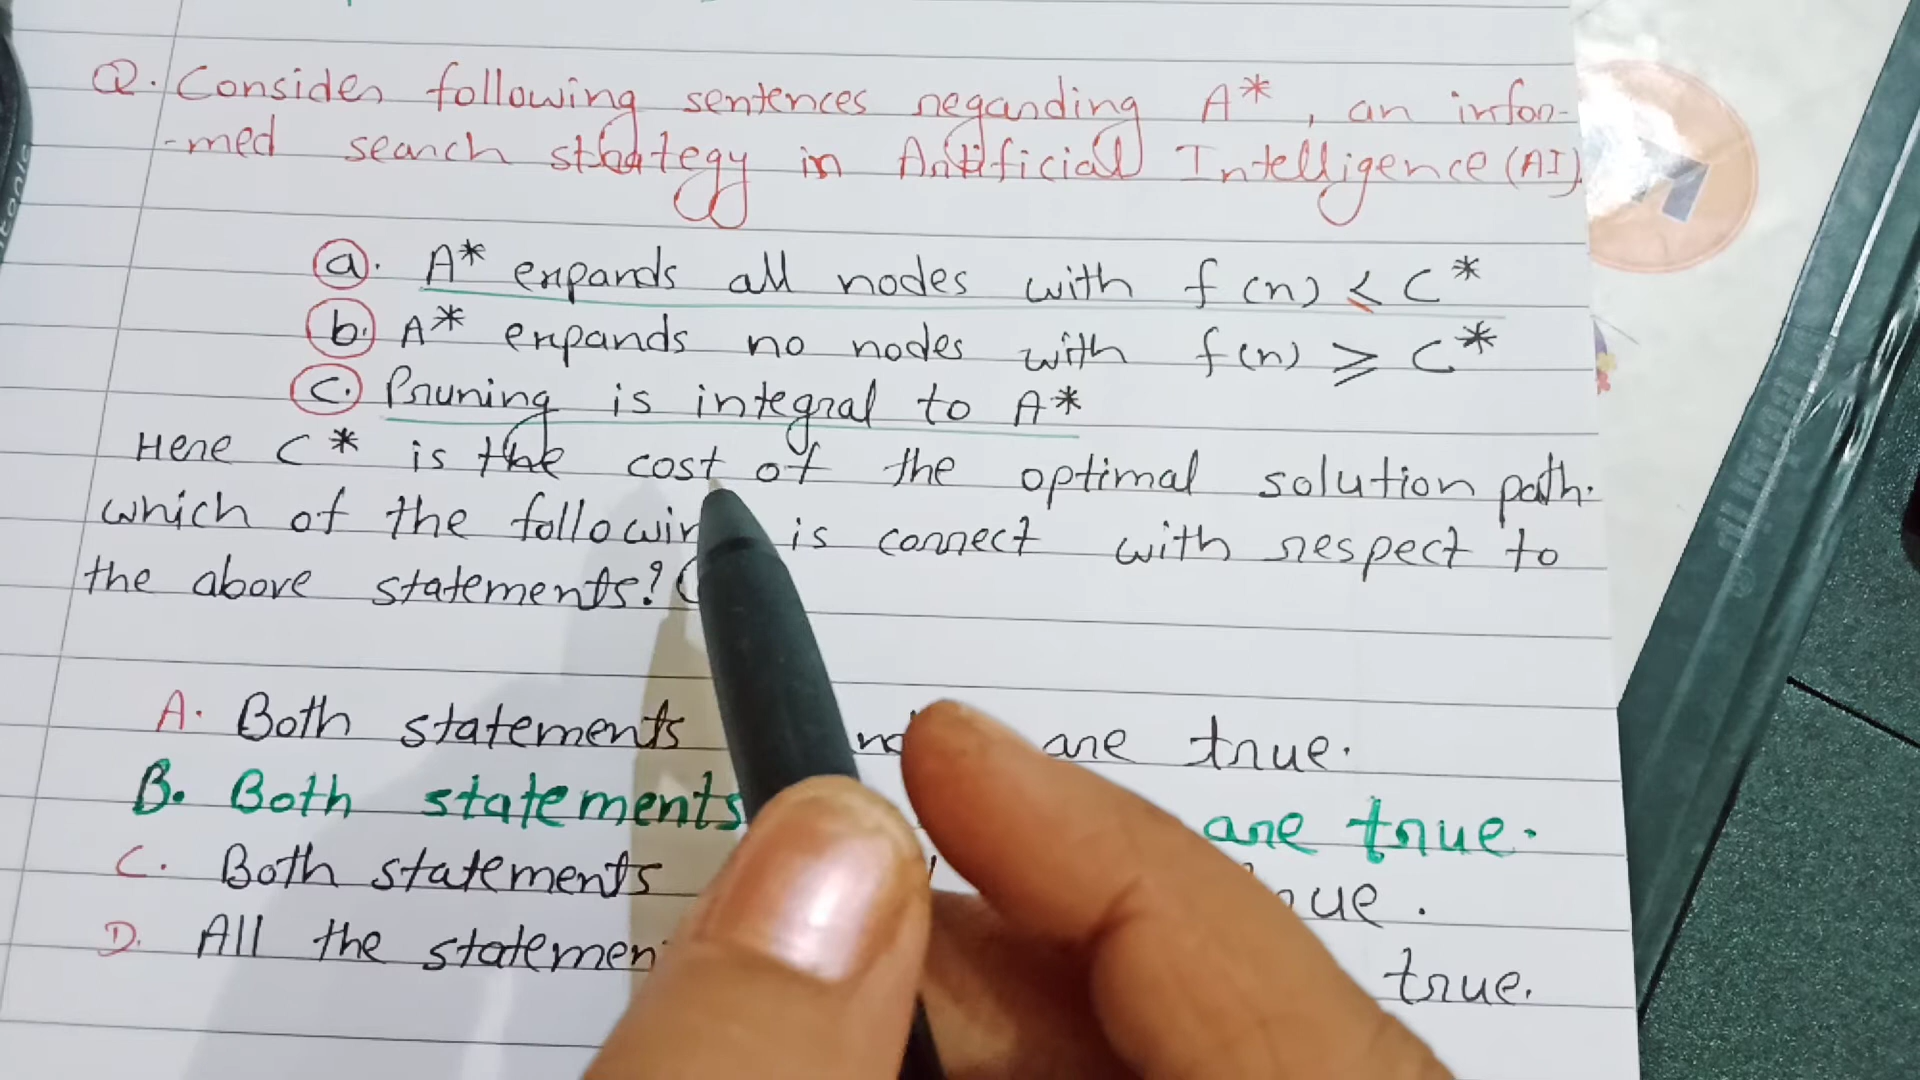 Q. Consider following sentences regarding A*, an infor-
-med search strategy in Artificial Intelligence (AI).
a. A* expands all nodes with f(n) < C*
b. A* expands no nodes with f(n) ≥ C*
c. Pruning is integral to A*
Here C* is the cost of the optimal solution path.
which of the is correct with respect to
the above statements?
A. Both statements are true.
B. Both statements are true.
C. Both statements
D. All the true.